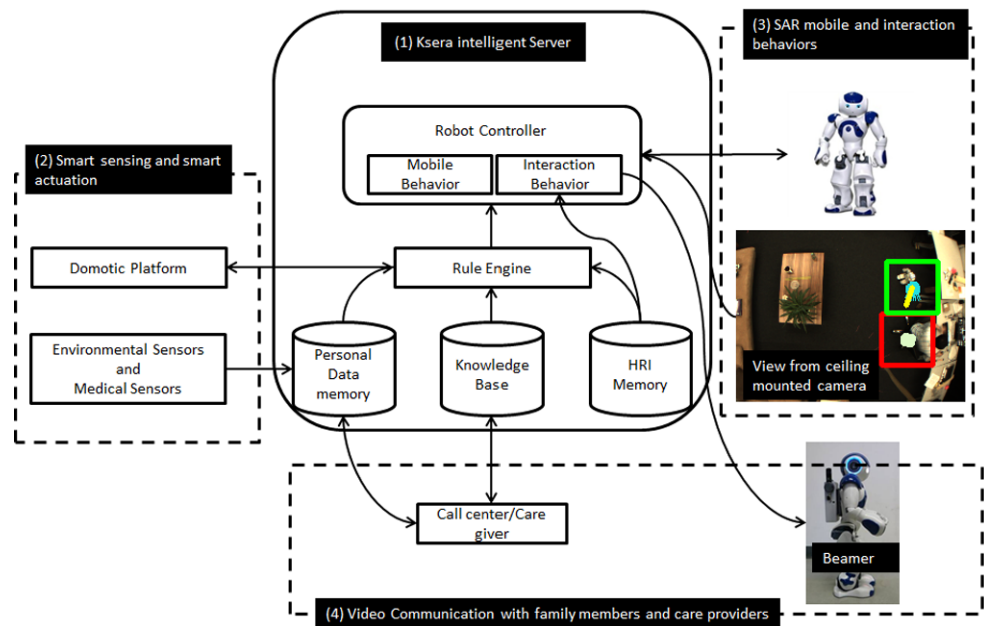 (1) Ksera intelligent Server
(3) SAR mobile and interaction
behaviors
Robot Controller
Mobile
Behavior
Interaction
Behavior
(2) Smart sensing and smart
actuation
Domotic Platform
Rule Engine
Environmental Sensors
and
Medical Sensors
Personal
Data
memory
Knowledge
Base
HRI
Memory
View from ceiling
mounted camera
Call center/Care
giver
Beamer
(4) Video Communication with family members and care providers